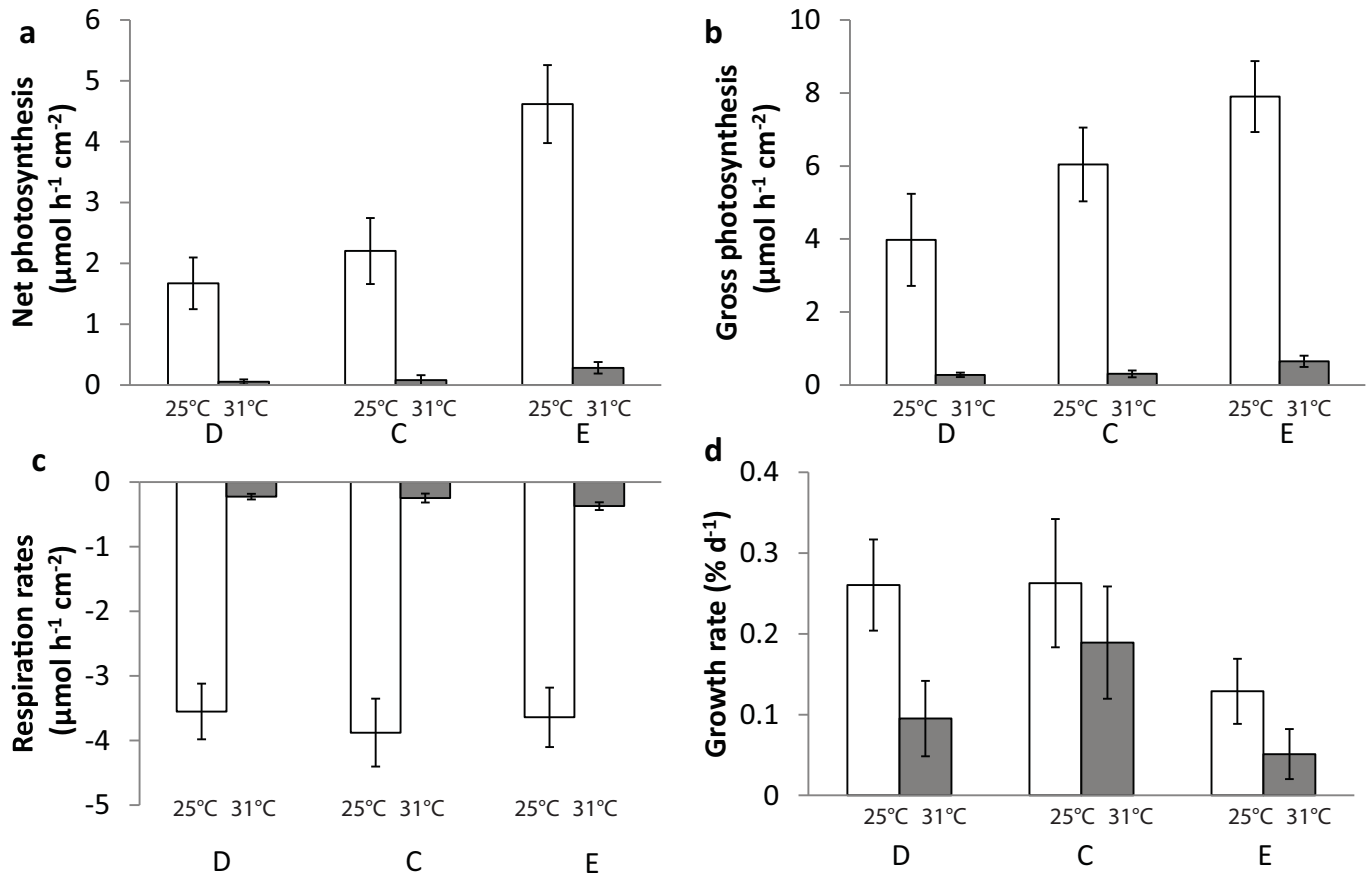 a
Net photosynthesis
(µmol h-1 cm-2)
6
5
4
3
2
1
0
25°C 31°C 25°C 31°C 25°C 31°C
D C E
b
Gross photosynthesis
(µmol h-1 cm-2)
10
8
6
4
2
0
25°C 31°C 25°C 31°C 25°C 31°C
D C E
c
Respiration rates
(µmol h-1 cm-2)
0
-1
-2
-3
-4
-5
25°C 31°C 25°C 31°C 25°C 31°C
D C E
d
Growth rate (% d-1)
0.4
0.3
0.2
0.1
0
25°C 31°C 25°C 31°C 25°C 31°C
D C E